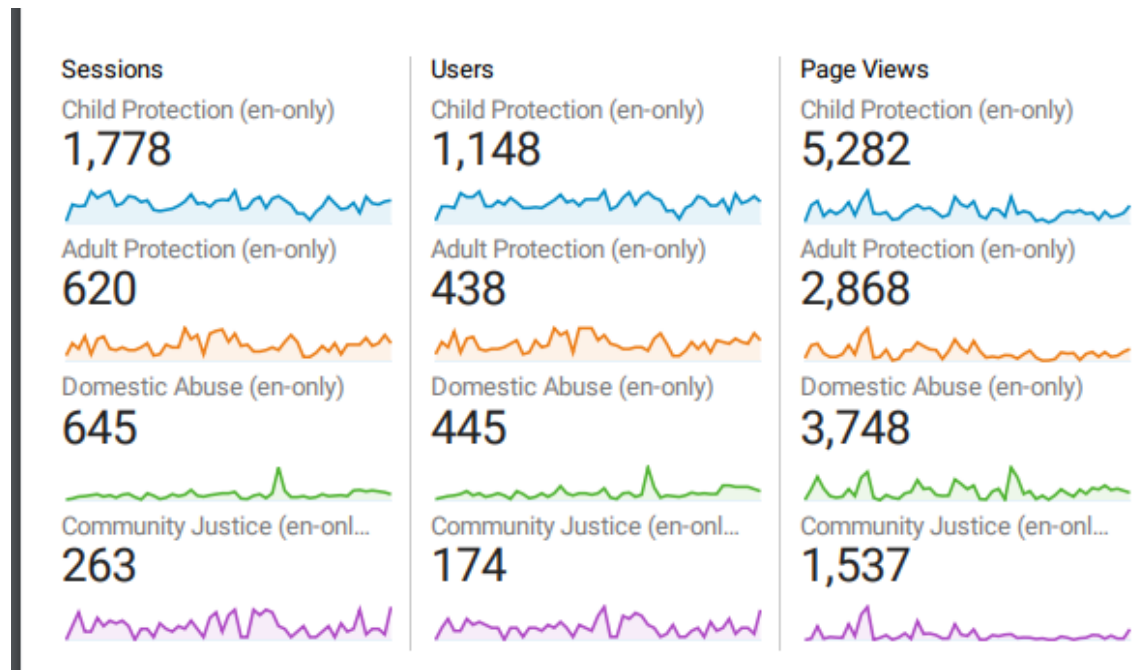 Sessions
Child Protection (en-only)
1,778
Adult Protection (en-only)
620
Domestic Abuse (en-only)
645
Community Justice (en-onl...
263
Users
Child Protection (en-only)
1,148
Adult Protection (en-only)
438
Domestic Abuse (en-only)
445
Community Justice (en-onl...
174
Page Views
Child Protection (en-only)
5,282
Adult Protection (en-only)
2,868
Domestic Abuse (en-only)
3,748
Community Justice (en-onl...
1,537